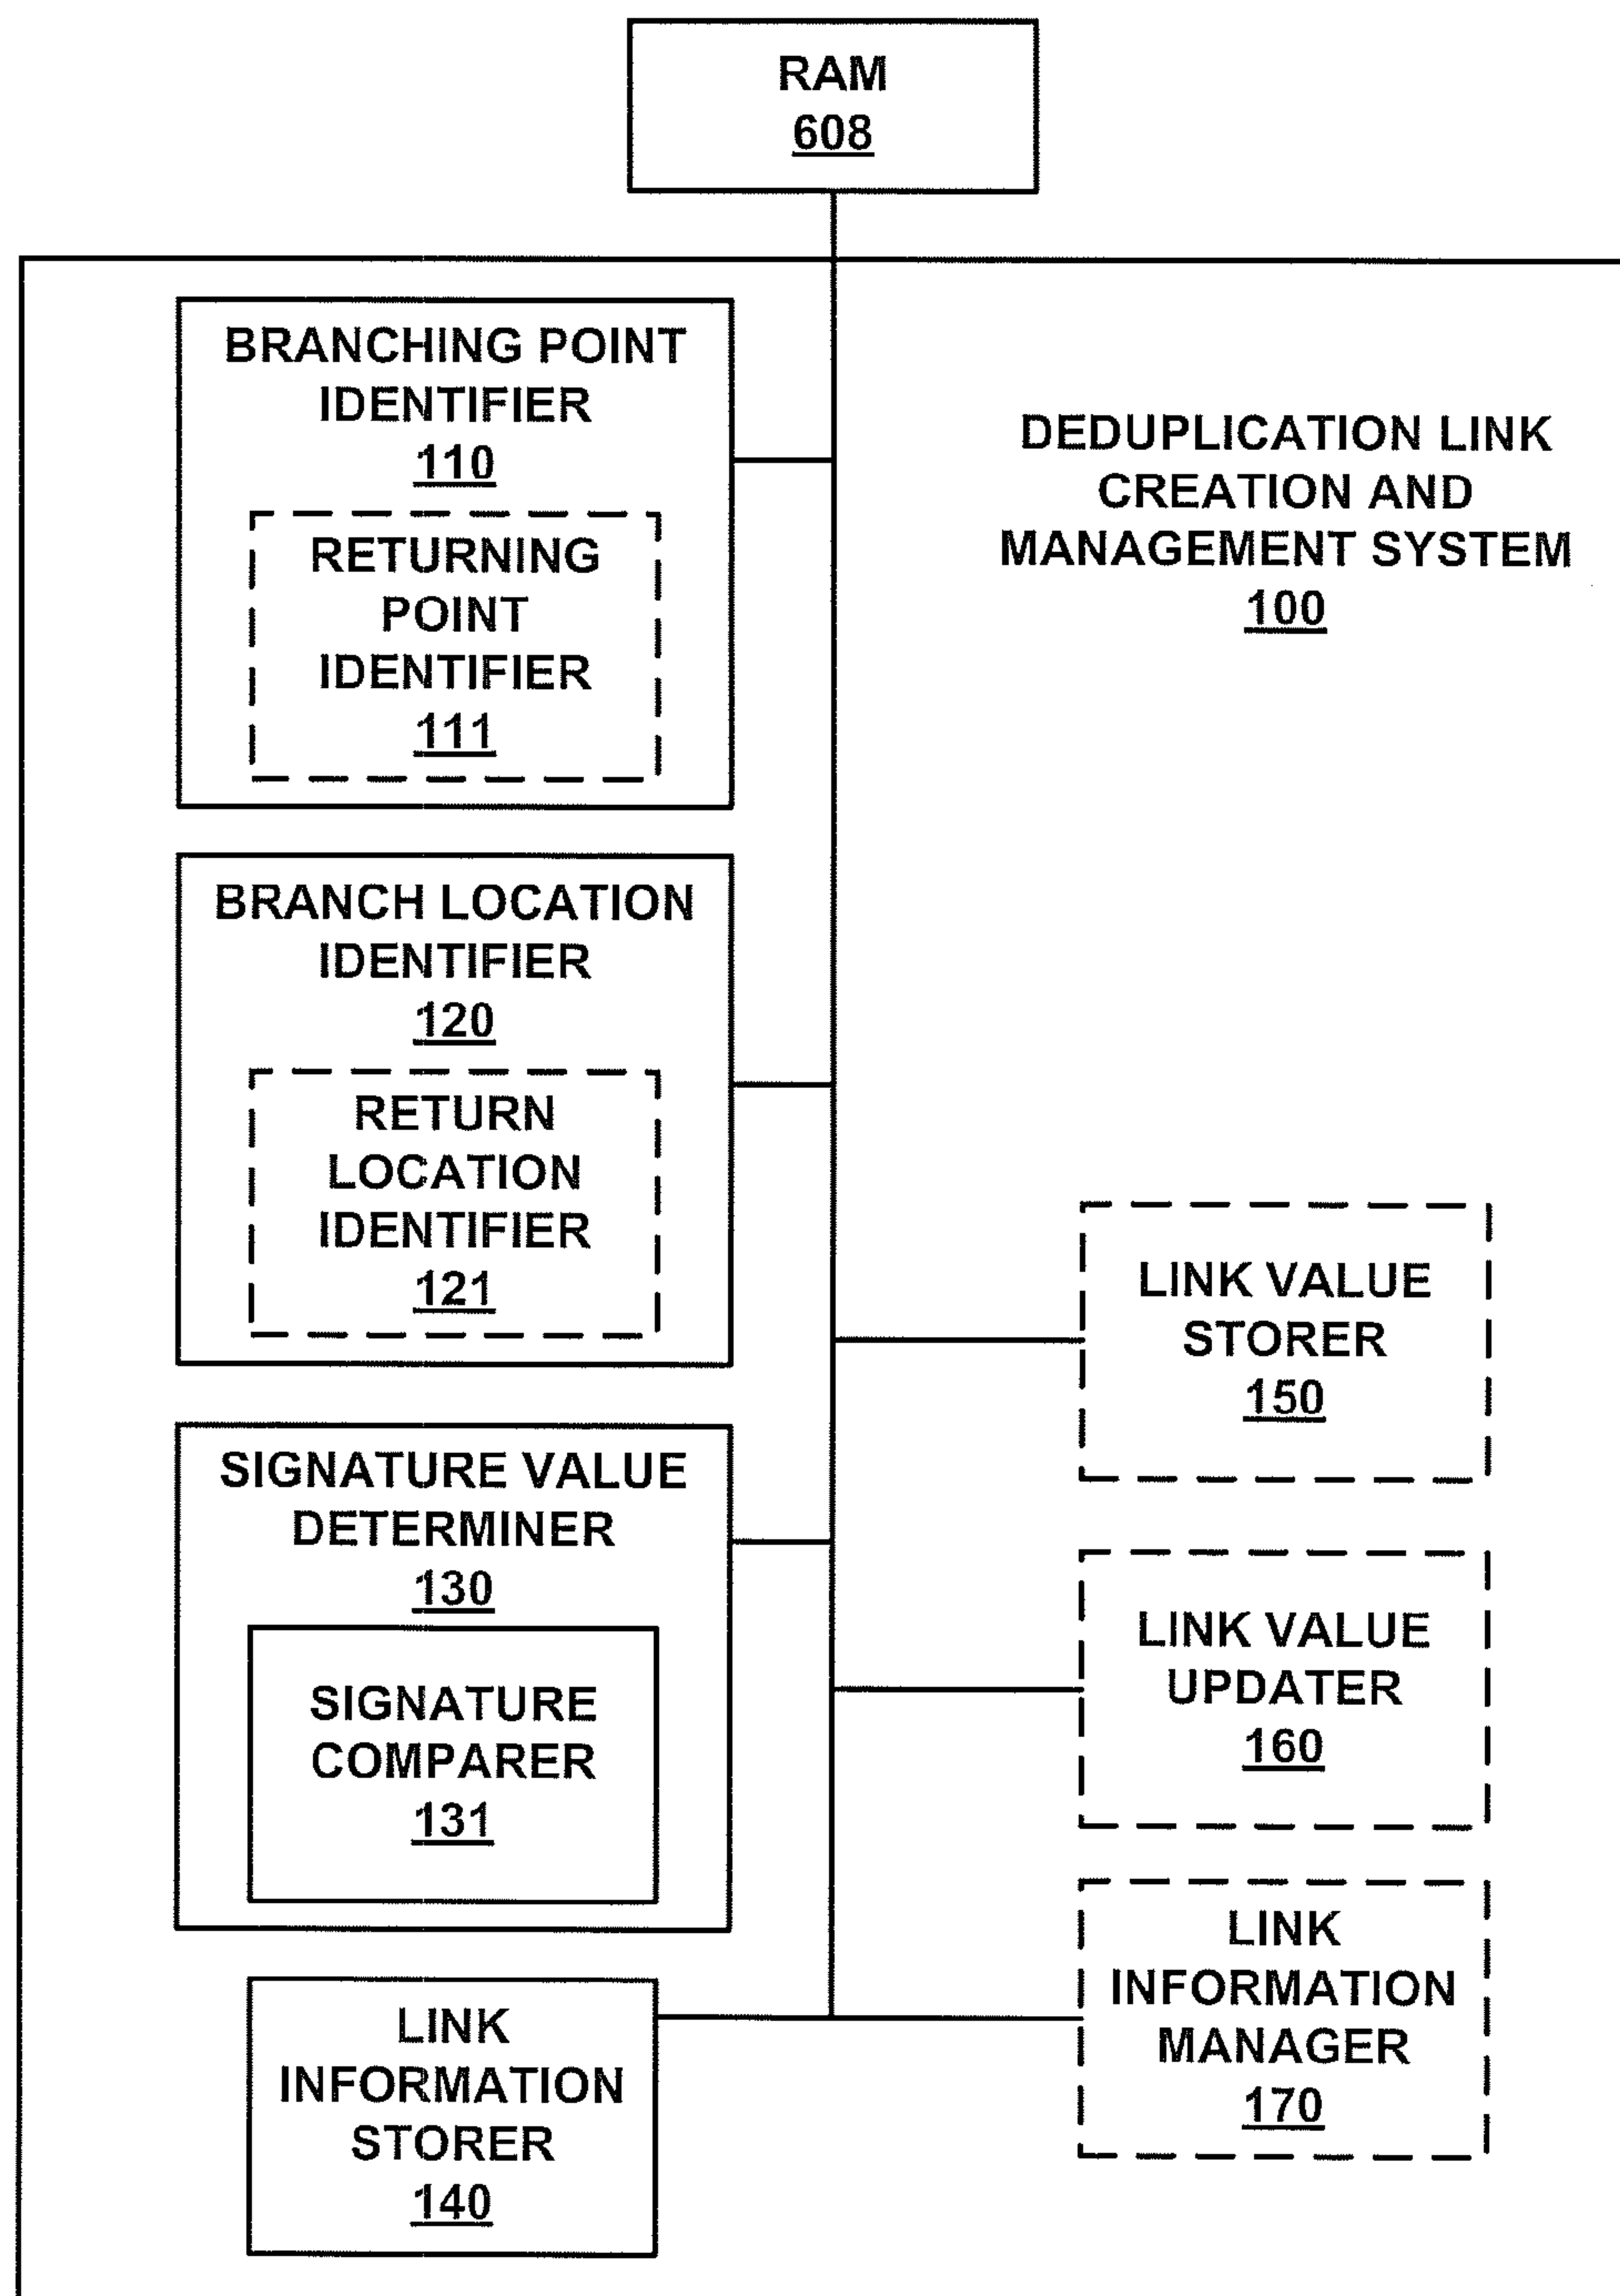 RAM
608
BRANCHING POINT
IDENTIFIER
110
RETURNING
POINT
IDENTIFIER
111
DEDUPLICATION LINK
CREATION AND
MANAGEMENT SYSTEM
100
BRANCH LOCATION
IDENTIFIER
120
RETURN
LOCATION
IDENTIFIER
121
SIGNATURE VALUE
DETERMINER
130
SIGNATURE
COMPARER
131
LINK
INFORMATION
STORER
140
LINK VALUE
STORER
150
LINK VALUE
UPDATER
160
LINK
INFORMATION
MANAGER
170